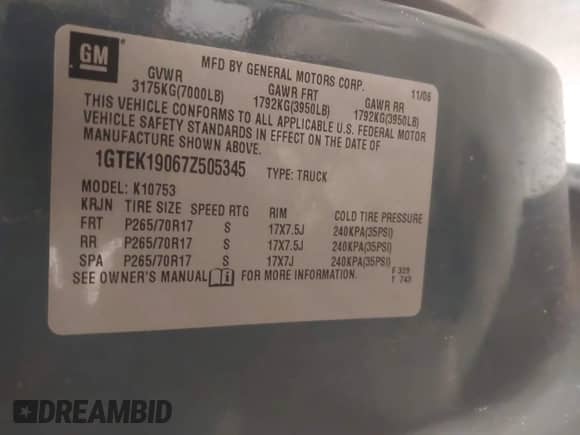 GM
MFD BY GENERAL MOTORS CORP.
11/06
GVWR GAWR FRT GAWR RR
3175KG(7000LB) 1792KG(3950LB) 1792KG(3950LB)
THIS VEHICLE CONFORMS TO ALL APPLICABLE U.S. FEDERAL MOTOR
VEHICLE SAFETY STANDARDS IN EFFECT ON THE DATE OF
MANUFACTURE SHOWN ABOVE.
1GTEK19067Z505345 TYPE: TRUCK
MODEL: K10753
KRJN TIRE SIZE SPEED RTG RIM COLD TIRE PRESSURE
FRT P265/70R17 S 17X7.5J 240KPA(35PSI)
RR P265/70R17 S 17X7.5J 240KPA(35PSI)
SPA P265/70R17 S 17X7J 240KPA(35PSI)
SEE OWNER'S MANUAL FOR MORE INFORMATION.
DREAMBID